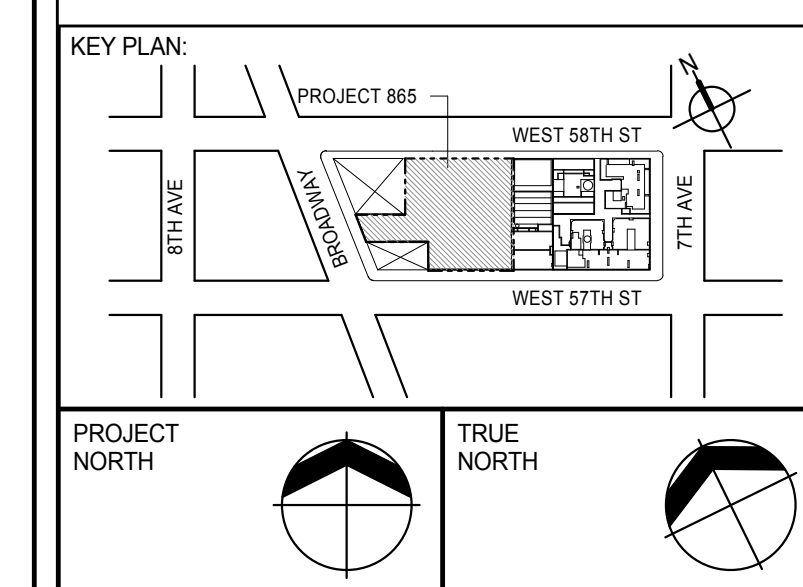 KEY PLAN:
N
PROJECT 865
WEST 58TH ST
8TH AVE
BROADWAY
7TH AVE
WEST 57TH ST
PROJECT
NORTH
TRUE
NORTH